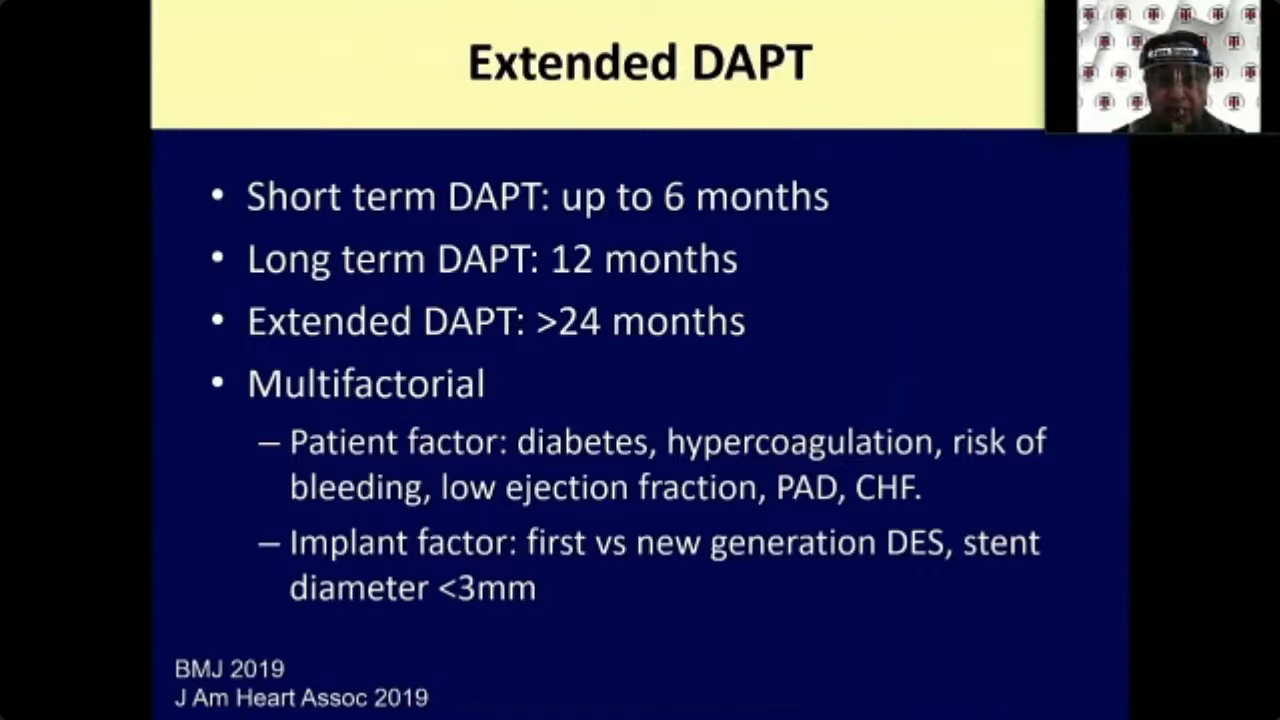 Extended DAPT
• Short term DAPT: up to 6 months
• Long term DAPT: 12 months
• Extended DAPT: >24 months
• Multifactorial
– Patient factor: diabetes, hypercoagulation, risk of
bleeding, low ejection fraction, PAD, CHF.
– Implant factor: first vs new generation DES, stent
diameter <3mm
BMJ 2019
J Am Heart Assoc 2019